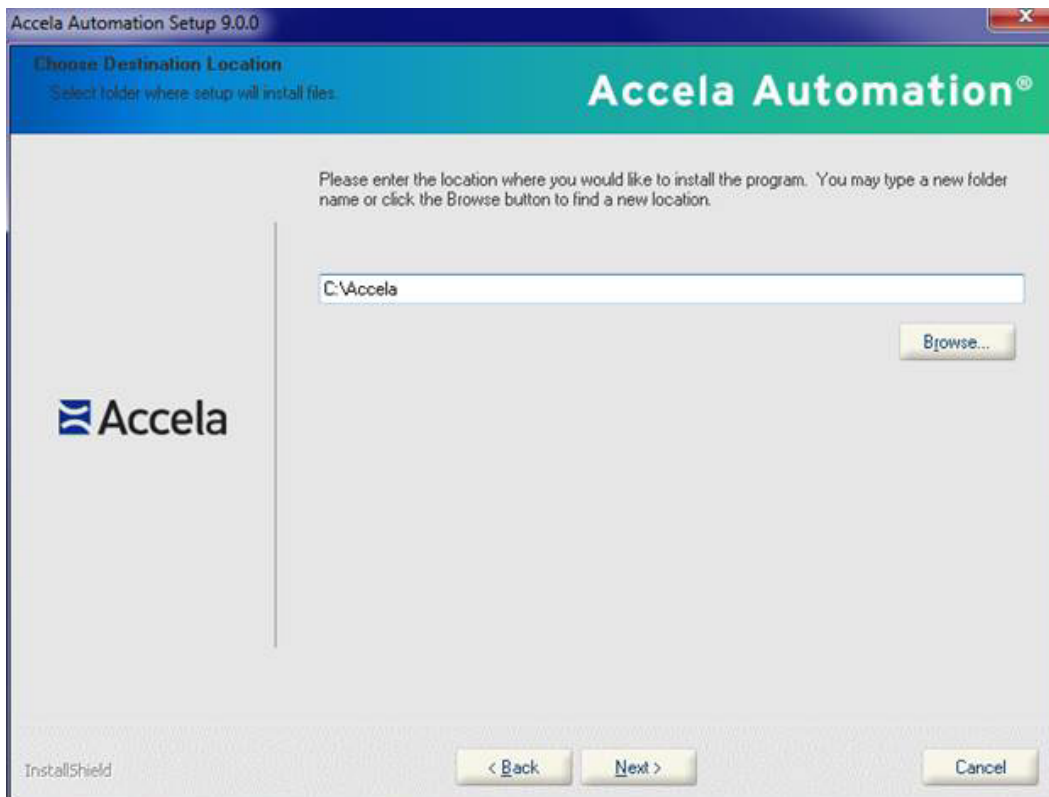 Accela Automation Setup 9.0.0
x
Choose Destination Location
Select folder where setup will install files.
Accela Automation®
Please enter the location where you would like to install the program.  You may type a new folder
name or click the Browse button to find a new location.
C:\Accela
Browse...
Accela
InstallShield
< Back
Next >
Cancel